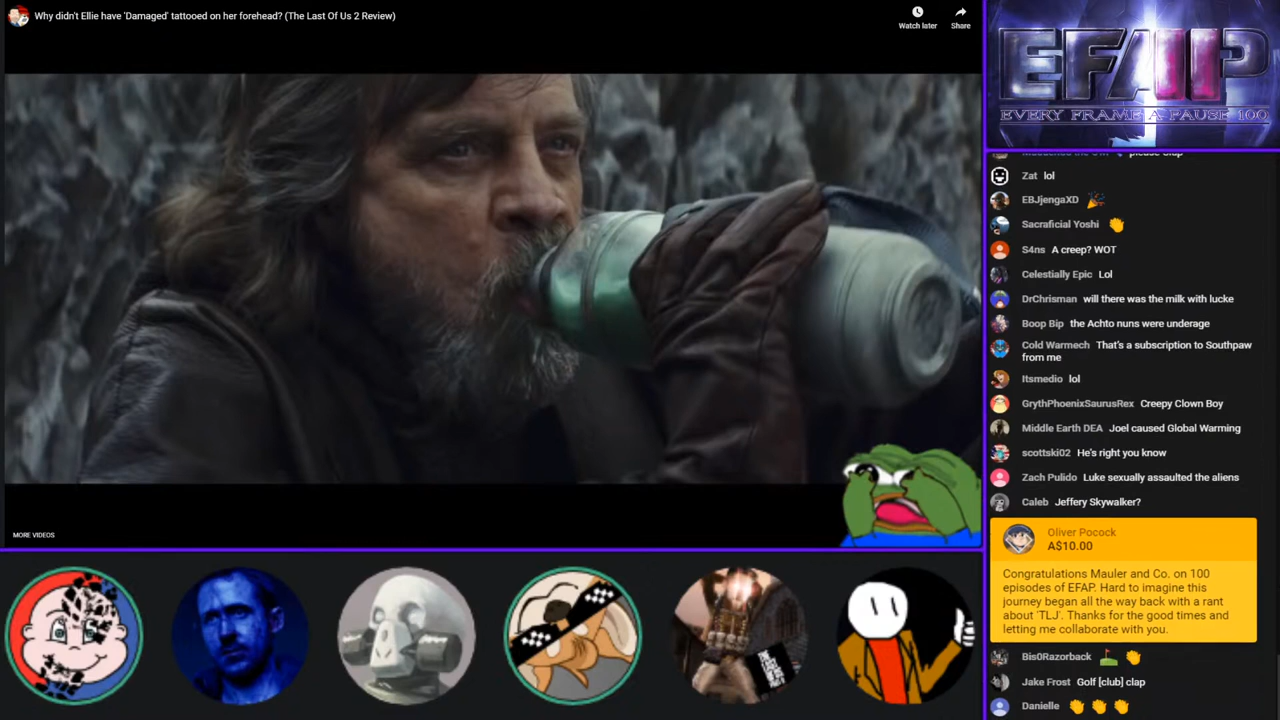 Why didn't Ellie have 'Damaged' tattooed on her forehead? (The Last Of Us 2 Review)
Watch later
Share
MORE VIDEOS
EFAP
EVERY FRAME A PAUSE 100
please clap
Zat lol
EBJjengaXD 🎉
Sacraficial Yoshi 👏
S4ns A creep? WOT
Celestially Epic Lol
DrChrisman will there was the milk with lucke
Boop Bip the Achto nuns were underage
Cold Warmech That's a subscription to Southpaw
from me
Itsmedio lol
GrythPhoenixSaurusRex Creepy Clown Boy
Middle Earth DEA Joel caused Global Warming
scottski02 He's right you know
Zach Pulido Luke sexually assaulted the aliens
Caleb Jeffery Skywalker?
Oliver Pocock
A$10.00
Congratulations Mauler and Co. on 100
episodes of EFAP. Hard to imagine this
journey began all the way back with a rant
about 'TLJ'. Thanks for the good times and
letting me collaborate with you.
Bis0Razorback ⛳ 👏
Jake Frost Golf [club] clap
Danielle 👏 👏 👏